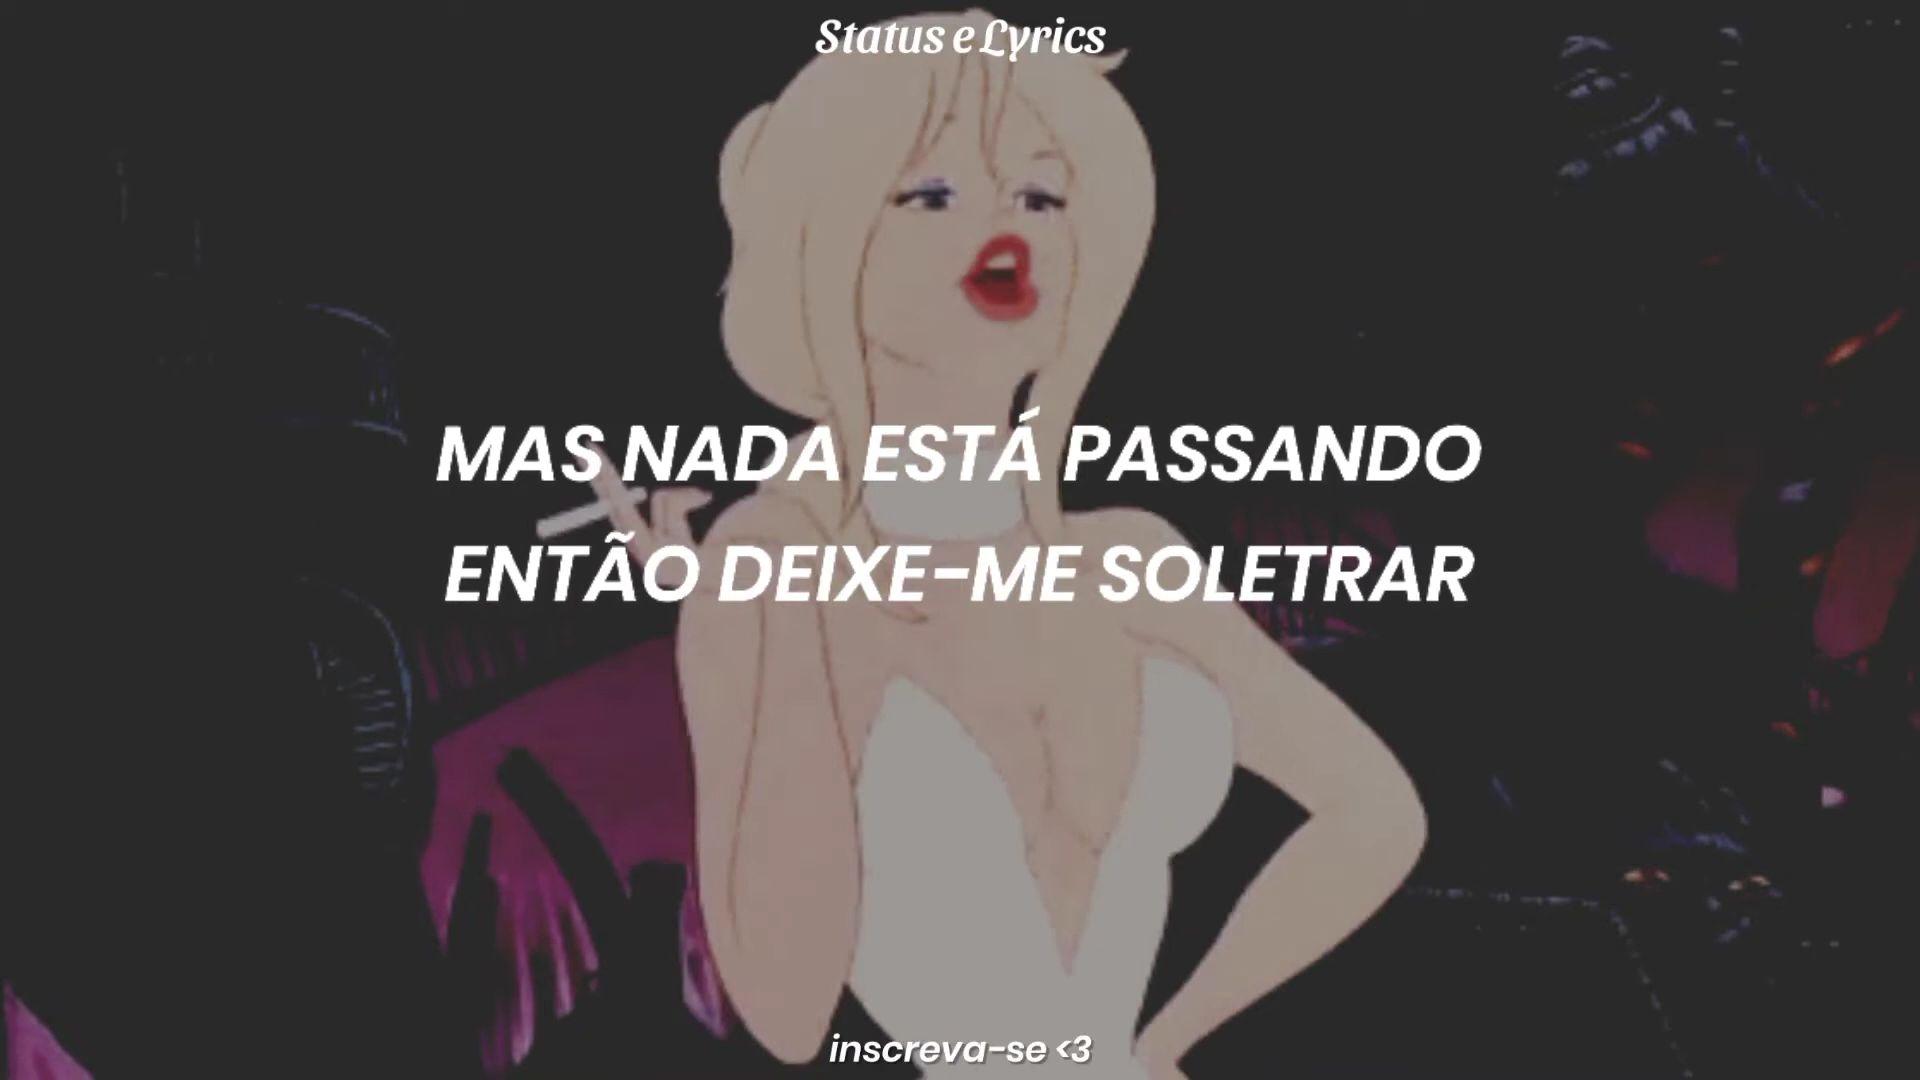 Status e Lyrics
MAS NADA ESTÁ PASSANDO
ENTÃO DEIXE-ME SOLETRAR
inscreva-se <3